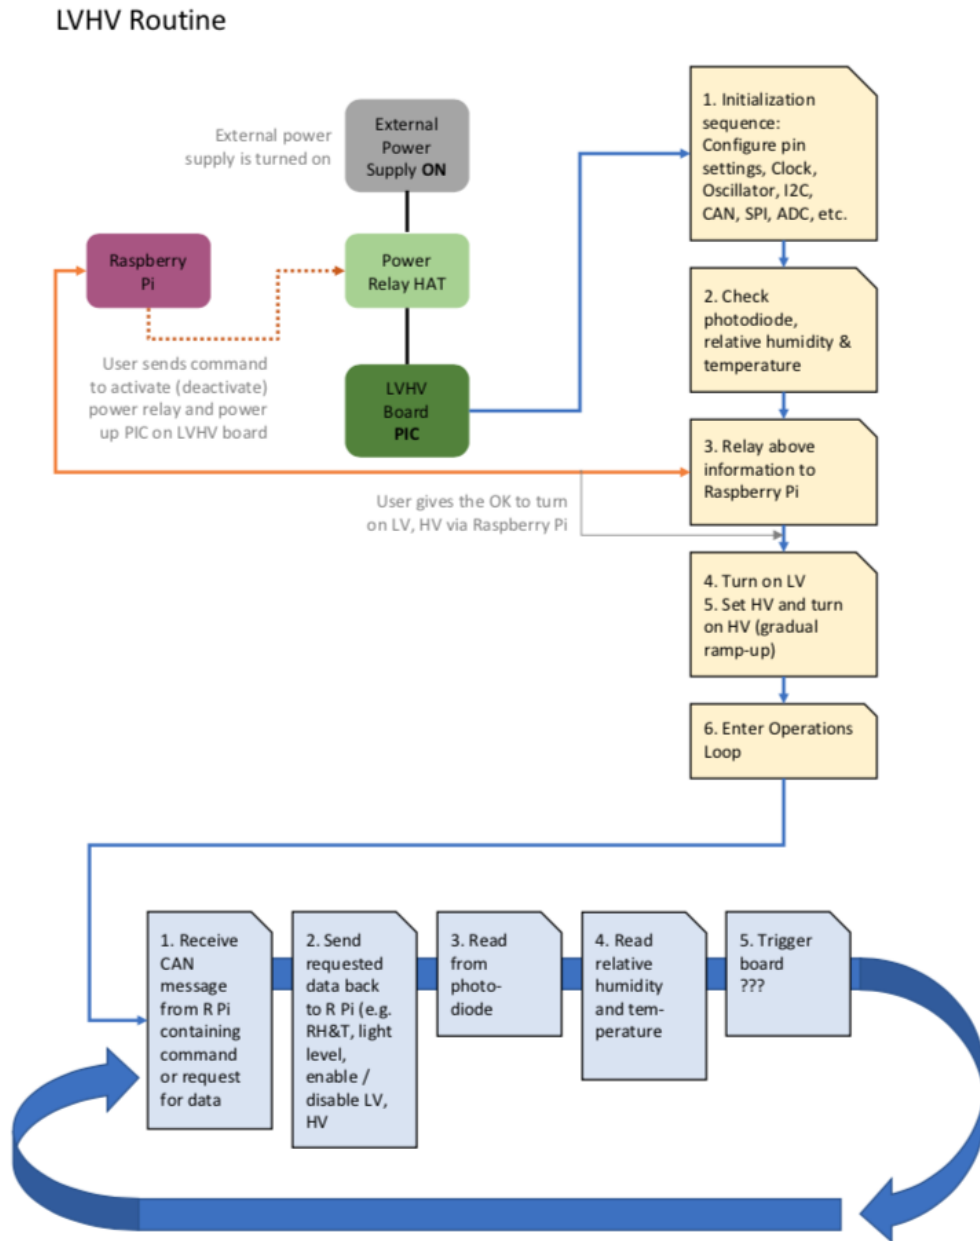 LVHV Routine
External power
supply is turned on
External
Power
Supply ON
Raspberry
Pi
Power
Relay HAT
User sends command
to activate (deactivate)
power relay and power
up PIC on LVHV board
LVHV
Board
PIC
1. Initialization
sequence:
Configure pin
settings, Clock,
Oscillator, I2C,
CAN, SPI, ADC, etc.
2. Check
photodiode,
relative humidity &
temperature
3. Relay above
information to
Raspberry Pi
User gives the OK to turn
on LV, HV via Raspberry Pi
4. Turn on LV
5. Set HV and turn
on HV (gradual
ramp-up)
6. Enter Operations
Loop
1. Receive
CAN
message
from R Pi
containing
command
or request
for data
2. Send
requested
data back
to R Pi (e.g.
RH&T, light
level,
enable /
disable LV,
HV
3. Read
from
photo-
diode
4. Read
relative
humidity
and tem-
perature
5. Trigger
board
???